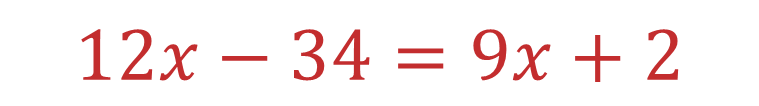 12𝑥 − 34 = 9𝑥 + 2